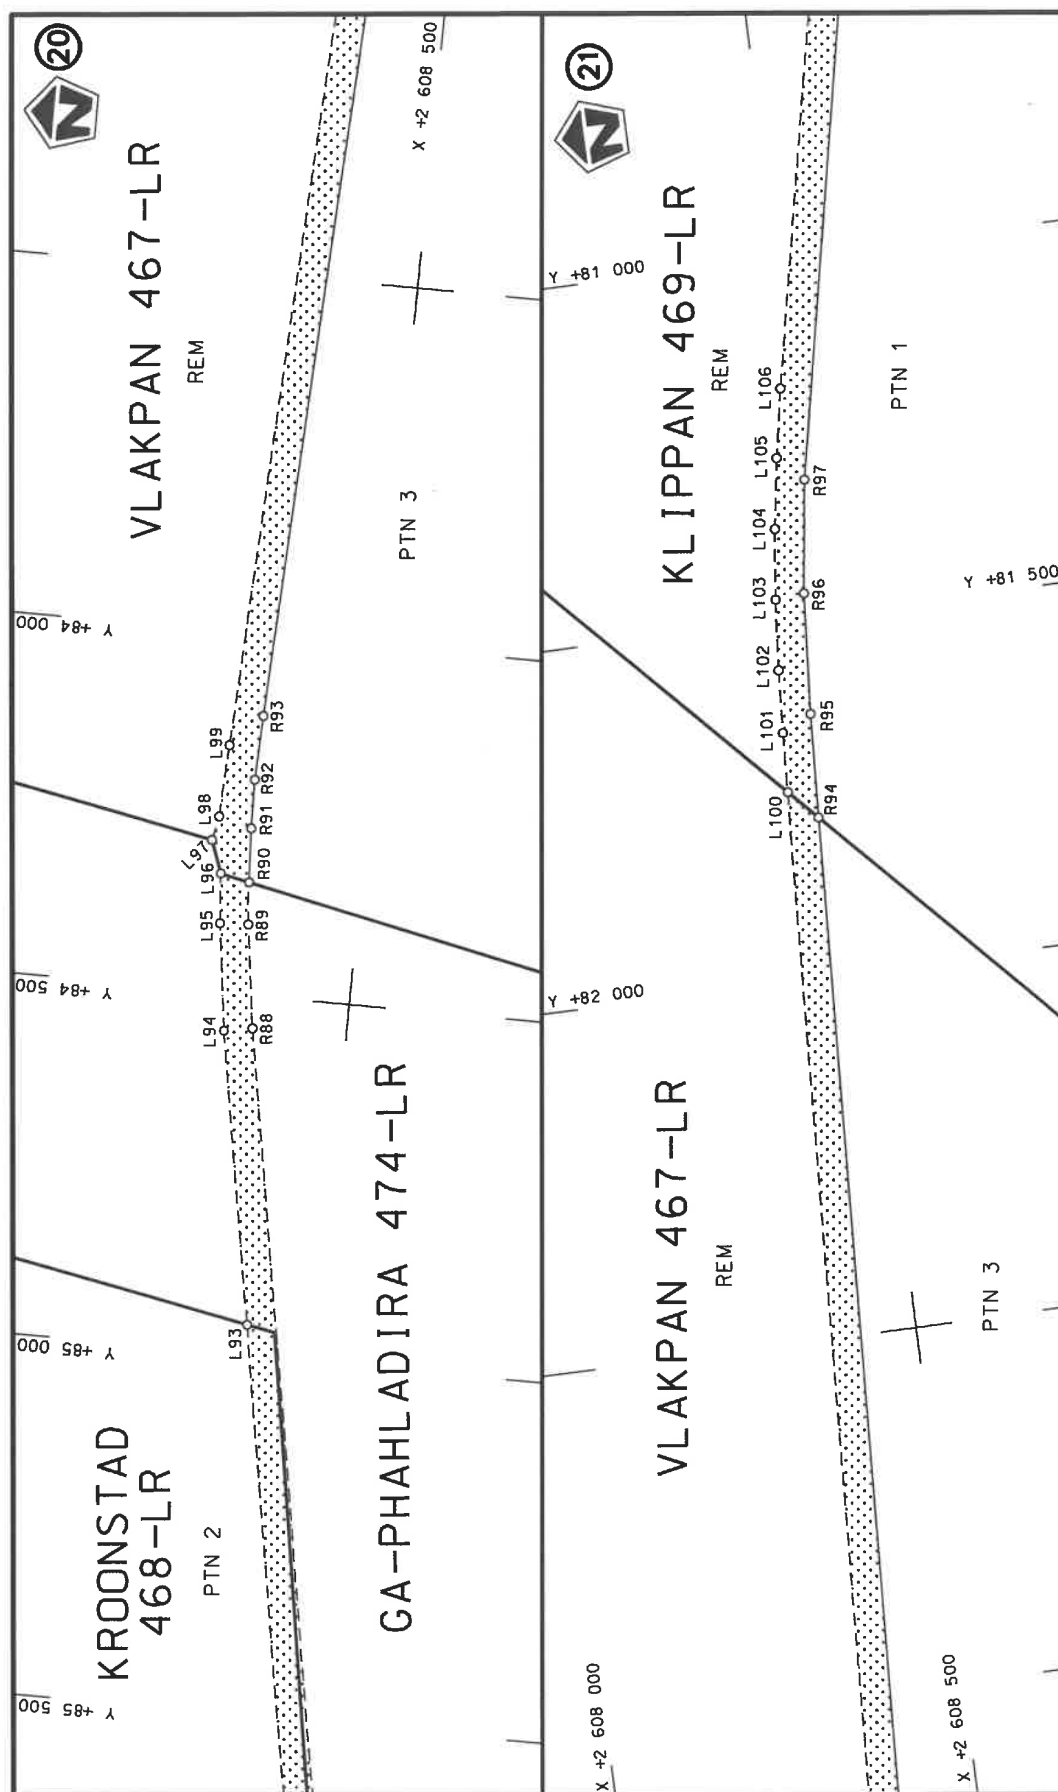 20
N
VLAKPAN 467-LR
REM
X +2 608 500
PTN 3
Y +84 000
L99
L98
L97
L96
L95
L94
L93
R93
R92
R91
R90
R89
R88
Y +84 500
GA-PHAHLADIRA 474-LR
Y +85 000
KROONSTAD
468-LR
PTN 2
Y +85 500
21
N
Y +81 000
KLIPPAN 469-LR
REM
PTN 1
L106
L105
L104
L103
L102
L101
L100
R97
R96
R95
R94
Y +81 500
Y +82 000
VLAKPAN 467-LR
REM
PTN 3
X +2 608 000
X +2 608 500